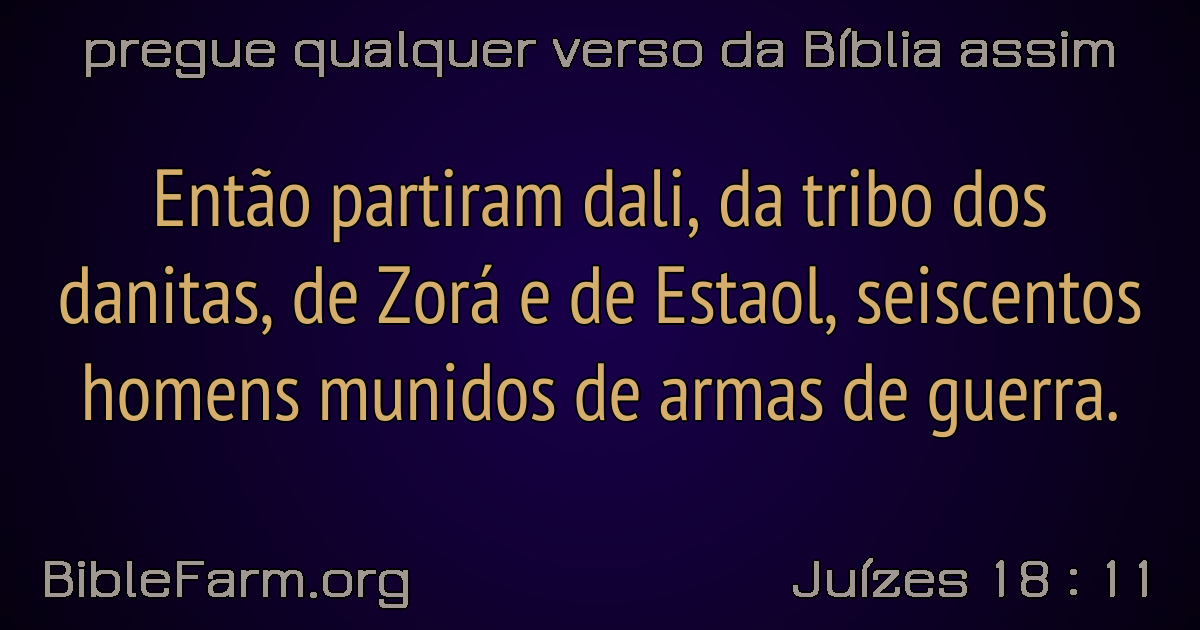 pregue qualquer verso da Bíblia assim
Então partiram dali, da tribo dos
danitas, de Zorá e de Estaol, seiscentos
homens munidos de armas de guerra.
BibleFarm.org
Juízes 18 : 11